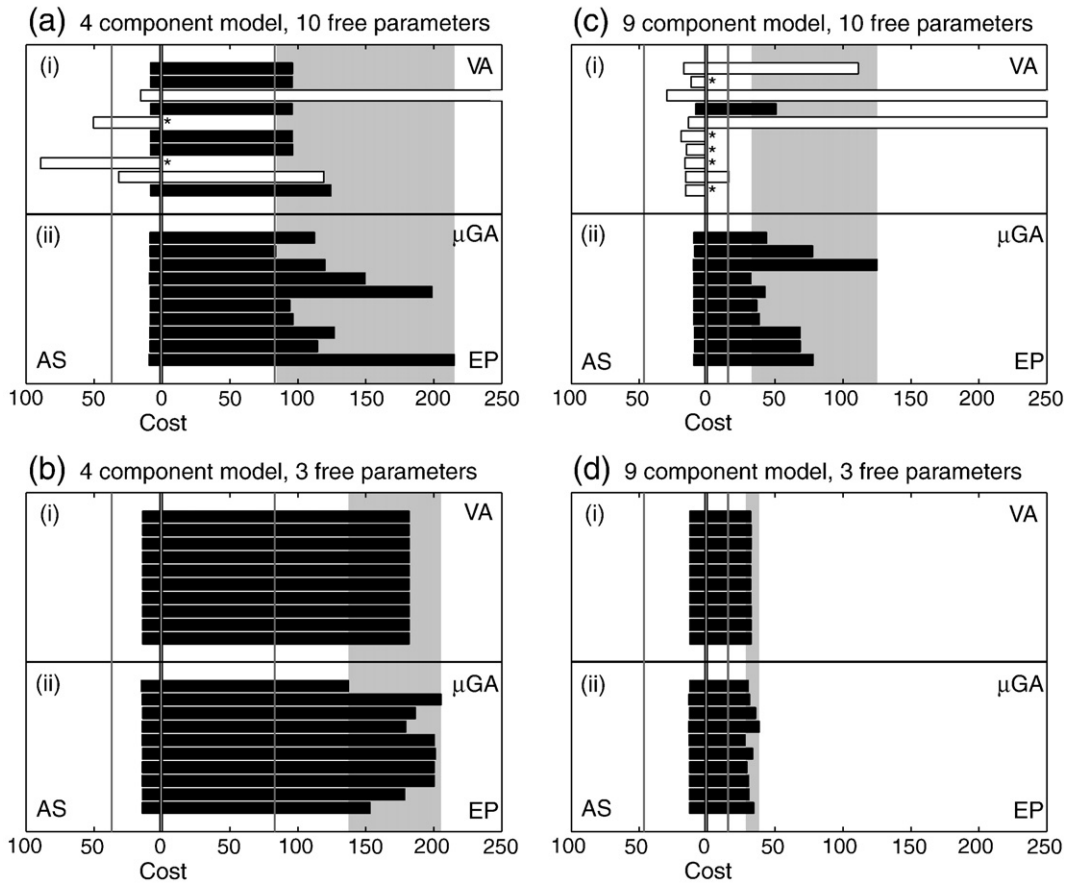 (a) 4 component model, 10 free parameters
(i)
VA
*
*
(ii)
μGA
AS
EP
100 50 0 50 100 150 200 250
Cost
(c) 9 component model, 10 free parameters
(i)
VA
*
*
*
*
*
(ii)
μGA
AS
EP
100 50 0 50 100 150 200 250
Cost
(b) 4 component model, 3 free parameters
(i)
VA
(ii)
μGA
AS
EP
100 50 0 50 100 150 200 250
Cost
(d) 9 component model, 3 free parameters
(i)
VA
(ii)
μGA
AS
EP
100 50 0 50 100 150 200 250
Cost